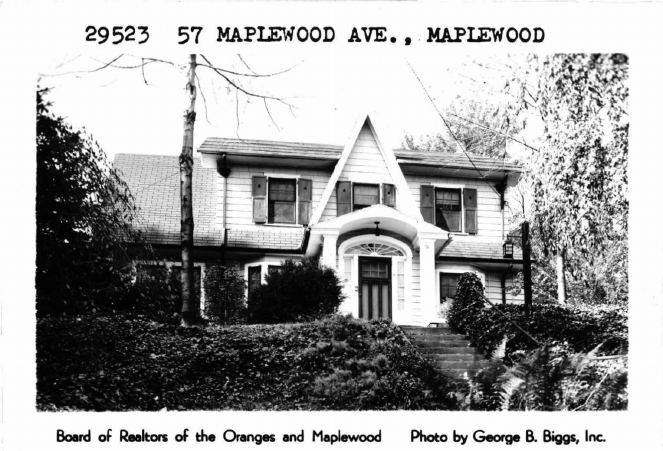 29523 57 MAPLEWOOD AVE., MAPLEWOOD
Board of Realtors of the Oranges and Maplewood Photo by George B. Biggs, Inc.